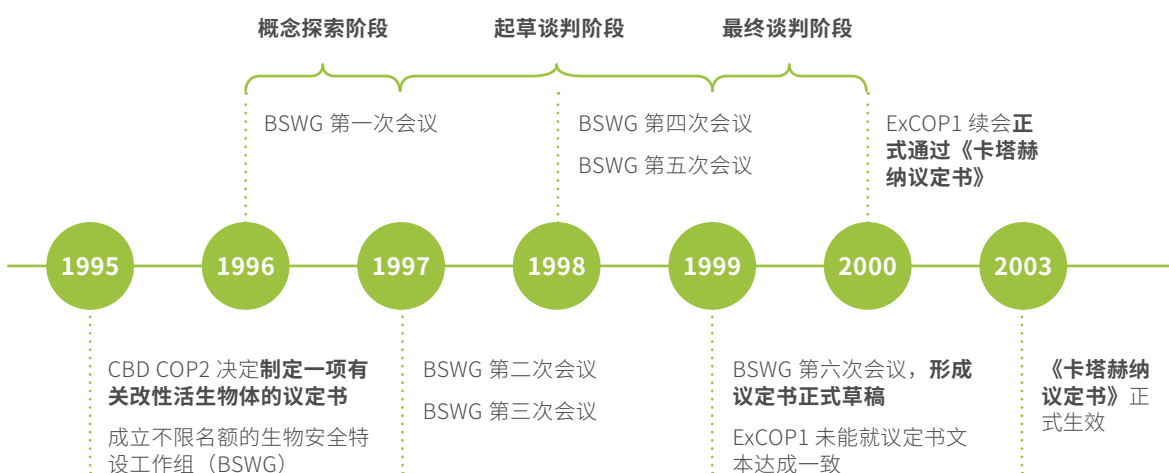 概念探索阶段
起草谈判阶段
最终谈判阶段
BSWG 第一次会议
BSWG 第四次会议
BSWG 第五次会议
ExCOP1 续会正
式通过《卡塔赫
纳议定书》
1995
1996
1997
1998
1999
2000
2003
CBD COP2 决定制定一项有
关改性活生物体的议定书
成立不限名额的生物安全特
设工作组（BSWG）
BSWG 第二次会议
BSWG 第三次会议
BSWG 第六次会议，形成
议定书正式草稿
ExCOP1 未能就议定书文
本达成一致
《卡塔赫纳
议定书》正
式生效